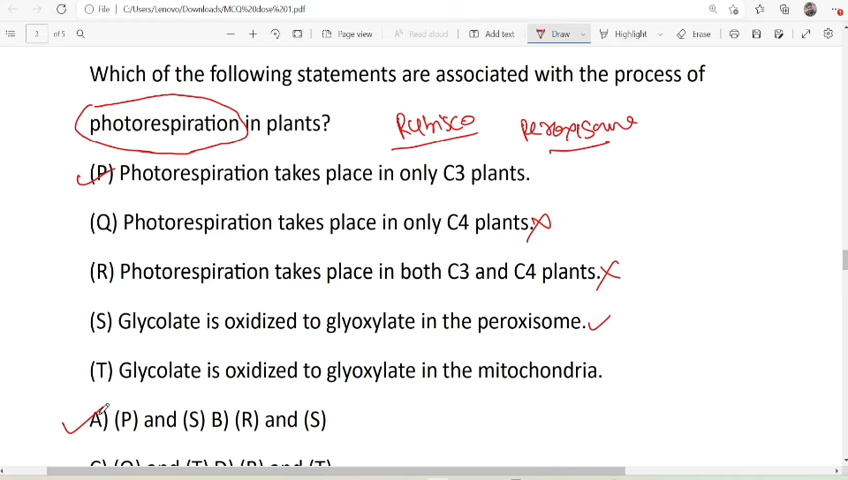 File C:/Users/Lenovo/Downloads/MCQ%20dose%201.pdf
3 of 5 Page view Read aloud Add text Draw Highlight Erase
Which of the following statements are associated with the process of
photorespiration in plants? Rubisco peroxisome
(P) Photorespiration takes place in only C3 plants.
(Q) Photorespiration takes place in only C4 plants.
(R) Photorespiration takes place in both C3 and C4 plants.
(S) Glycolate is oxidized to glyoxylate in the peroxisome.
(T) Glycolate is oxidized to glyoxylate in the mitochondria.
A) (P) and (S) B) (R) and (S)
C) (Q) and (T) D) (R) and (T)